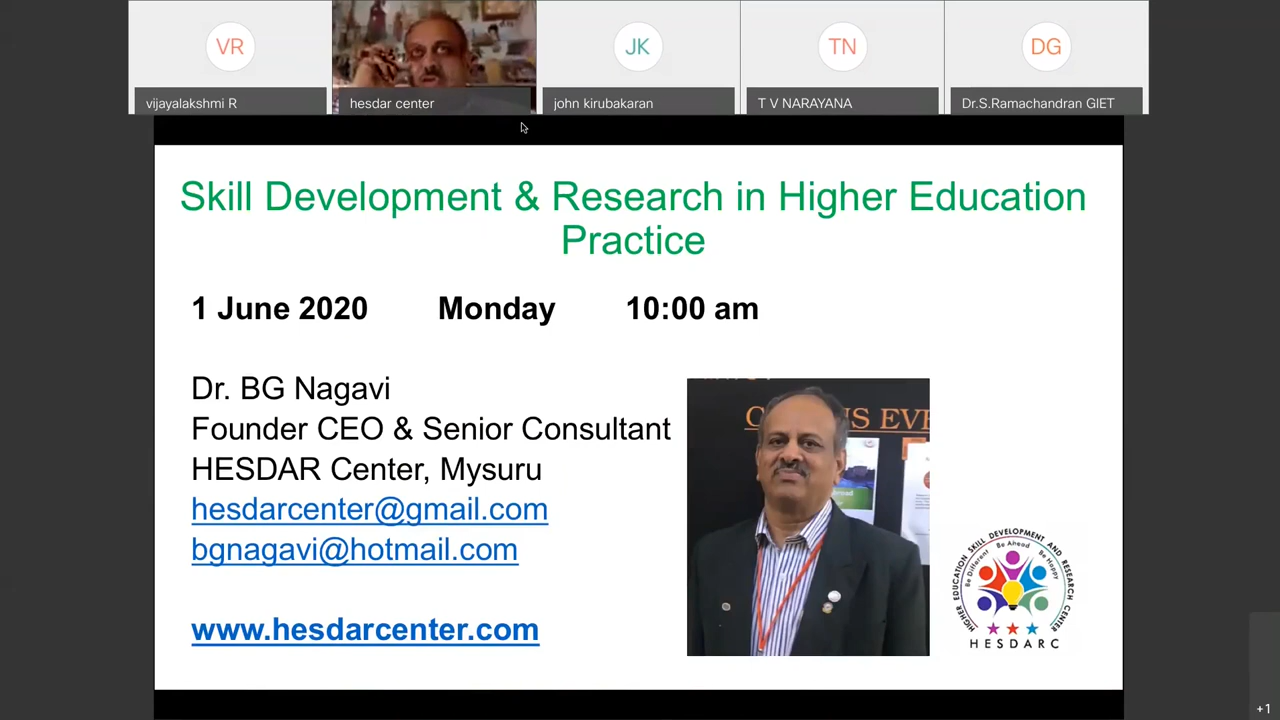 VR
JK
TN
DG
vijayalakshmi R
hesdar center
john kirubakaran
T V NARAYANA
Dr.S.Ramachandran GIET
Skill Development & Research in Higher Education
Practice
1 June 2020 Monday 10:00 am
Dr. BG Nagavi
Founder CEO & Senior Consultant
HESDAR Center, Mysuru
hesdarcenter@gmail.com
bgnagavi@hotmail.com
www.hesdarcenter.com
HIGHER EDUCATION SKILL DEVELOPMENT AND RESEARCH CENTER
Be Different Be Ahead Be Happy
HESDARC
+1